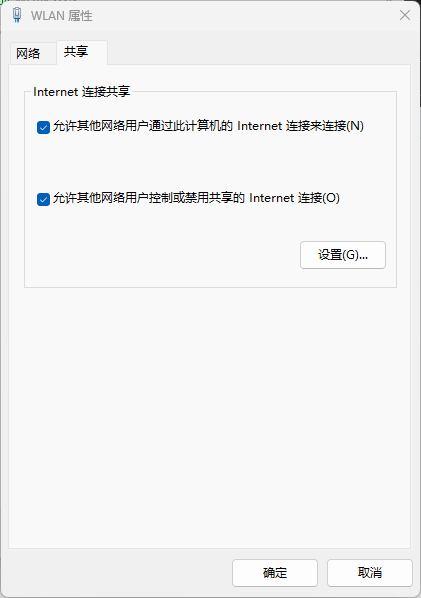 WLAN 属性
网络
共享
Internet 连接共享
允许其他网络用户通过此计算机的 Internet 连接来连接(N)
允许其他网络用户控制或禁用共享的 Internet 连接(O)
设置(G)...
确定
取消